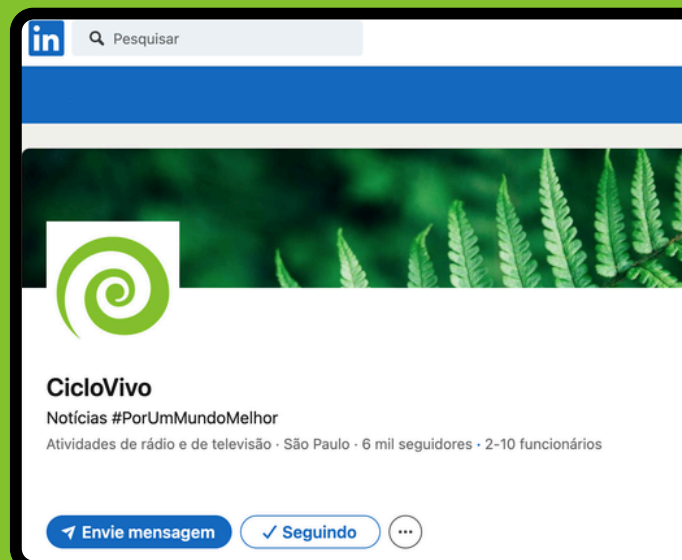 in
Pesquisar
CicloVivo
Notícias #PorUmMundoMelhor
Atividades de rádio e de televisão · São Paulo · 6 mil seguidores · 2-10 funcionários
Envie mensagem
Seguindo